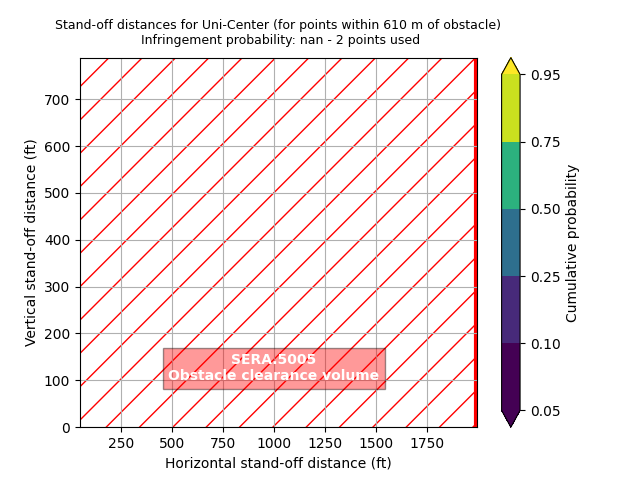 Stand-off distances for Uni-Center (for points within 610 m of obstacle)
Infringement probability: nan - 2 points used
Vertical stand-off distance (ft)
700
600
500
400
300
200
100
0
SERA.5005
Obstacle clearance volume
250 500 750 1000 1250 1500 1750
Horizontal stand-off distance (ft)
0.95
0.75
0.50
0.25
0.10
0.05
Cumulative probability